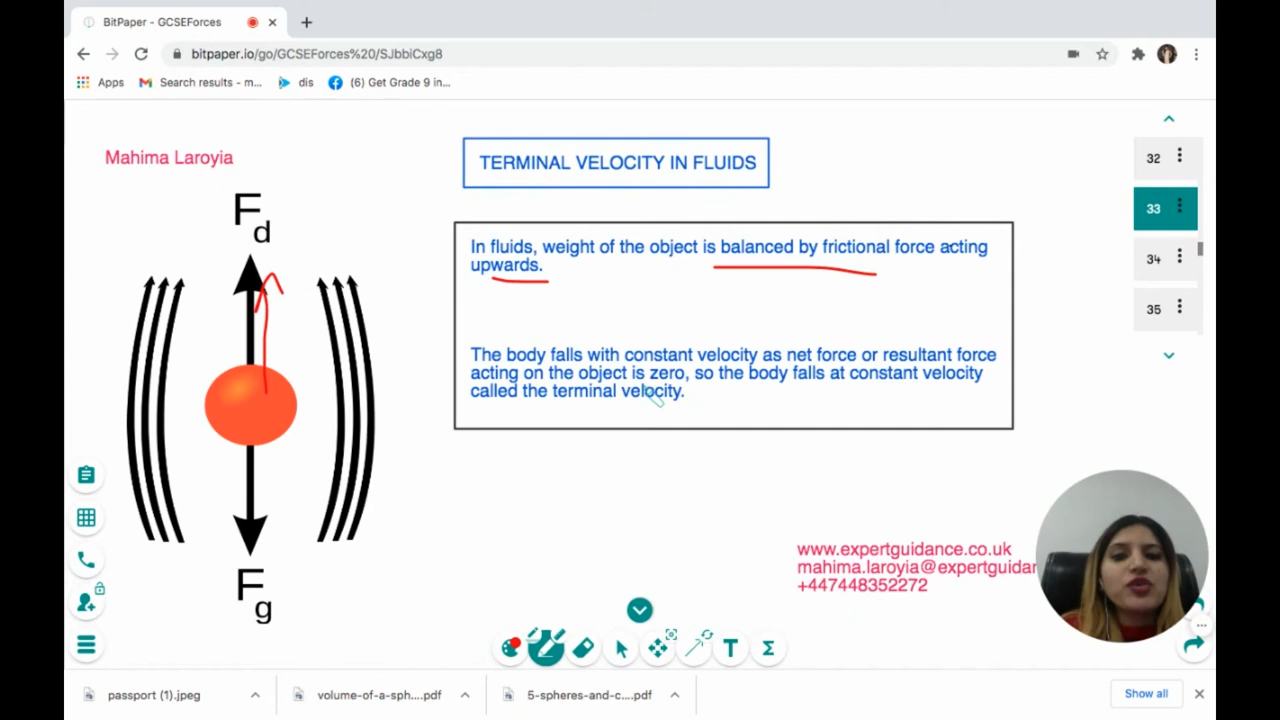 BitPaper - GCSEForces
bitpaper.io/go/GCSEForces%20/SJbbiCxg8
Apps
Search results - m...
dis
(6) Get Grade 9 in...
Mahima Laroyia
TERMINAL VELOCITY IN FLUIDS
32
33
34
35
F
d
In fluids, weight of the object is balanced by frictional force acting
upwards.
The body falls with constant velocity as net force or resultant force
acting on the object is zero, so the body falls at constant velocity
called the terminal velocity.
F
g
www.expertguidance.co.uk
mahima.laroyia@expertguidan
+447448352272
T
Σ
passport (1).jpeg
volume-of-a-sph....pdf
5-spheres-and-c....pdf
Show all